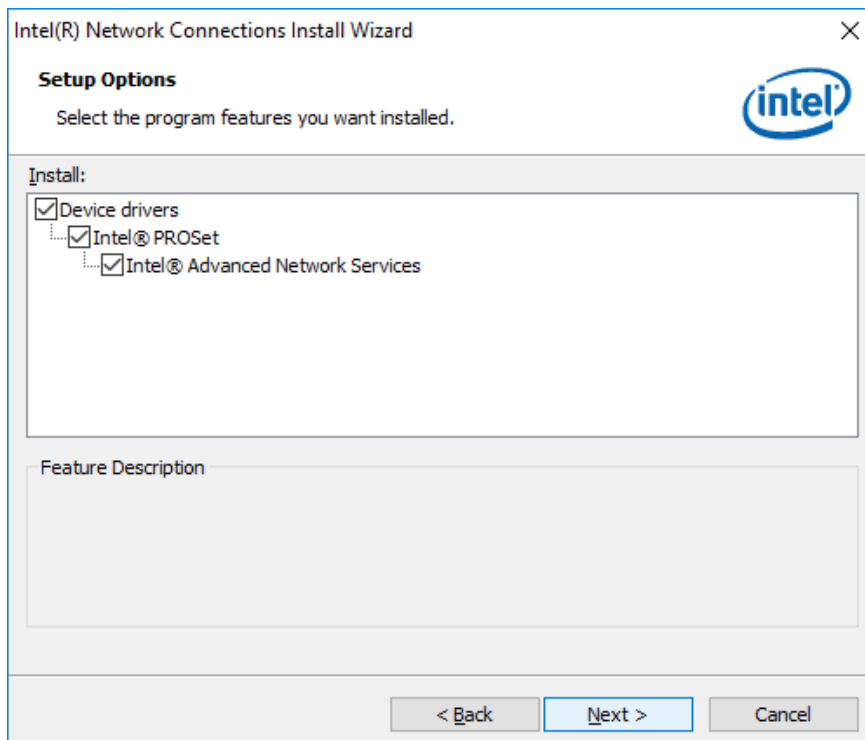 Intel(R) Network Connections Install Wizard
Setup Options
Select the program features you want installed.
intel
Install:
Device drivers
Intel® PROSet
Intel® Advanced Network Services
Feature Description
< Back
Next >
Cancel